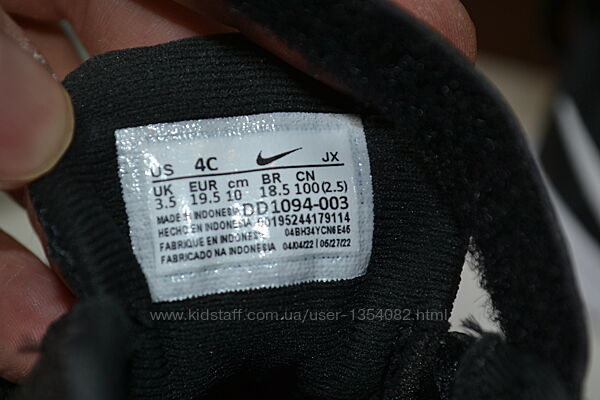 US 4C JX
UK EUR cm BR CN
3.5 19.5 10 18.5 100(2.5)
MADE IN INDONESIA DD1094-003
HECHO EN INDONESIA 00195244179114
FABRIQUE EN INDONESIE 04BH34YCN6E46
FABRICADO NA INDONESIA 04/04/22 | 05/27/22
www.kidstaff.com.ua/user-1354082.html